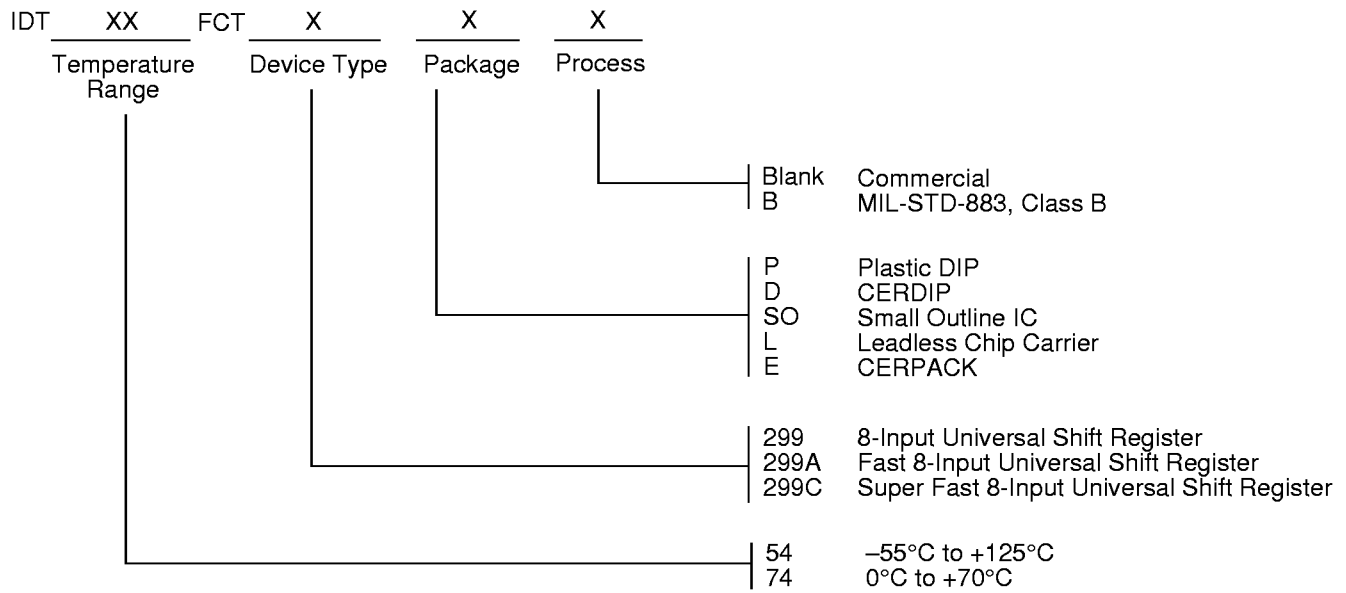 IDT XX FCT X X X
Temperature Range Device Type Package Process
Blank Commercial
B MIL-STD-883, Class B
P Plastic DIP
D CERDIP
SO Small Outline IC
L Leadless Chip Carrier
E CERPACK
299 8-Input Universal Shift Register
299A Fast 8-Input Universal Shift Register
299C Super Fast 8-Input Universal Shift Register
54 –55°C to +125°C
74 0°C to +70°C